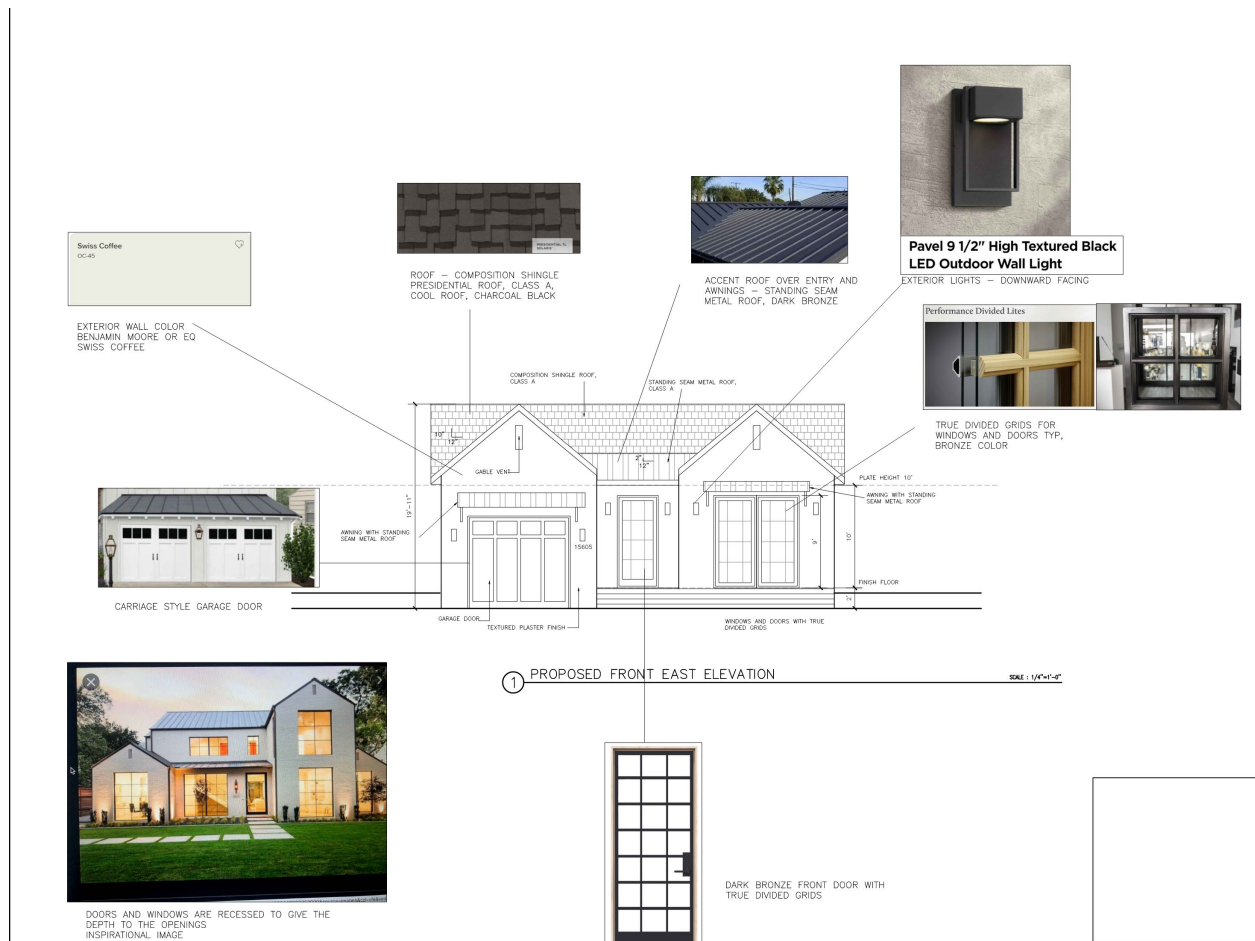 Pavel 9 1/2" High Textured Black
LED Outdoor Wall Light
EXTERIOR LIGHTS – DOWNWARD FACING
Swiss Coffee
OC-45
EXTERIOR WALL COLOR
BENJAMIN MOORE OR EQ
SWISS COFFEE
PRESIDENTIAL TL
ROOF – COMPOSITION SHINGLE
PRESIDENTIAL ROOF, CLASS A,
COOL ROOF, CHARCOAL BLACK
ACCENT ROOF OVER ENTRY AND
AWNINGS – STANDING SEAM
METAL ROOF, DARK BRONZE
Performance Divided Lites
TRUE DIVIDED GRIDS FOR
WINDOWS AND DOORS TYP,
BRONZE COLOR
COMPOSITION SHINGLE ROOF,
CLASS A
STANDING SEAM METAL ROOF,
CLASS A
10"
12"
2"
12"
GABLE VENT
PLATE HEIGHT 10'
AWNING WITH STANDING
SEAM METAL ROOF
19'-11"
AWNING WITH STANDING
SEAM METAL ROOF
15605
9'
10'
FINISH FLOOR
2'
CARRIAGE STYLE GARAGE DOOR
GARAGE DOOR
TEXTURED PLASTER FINISH
WINDOWS AND DOORS WITH TRUE
DIVIDED GRIDS
1
PROPOSED FRONT EAST ELEVATION
SCALE : 1/4"=1'-0"
DARK BRONZE FRONT DOOR WITH
TRUE DIVIDED GRIDS
DOORS AND WINDOWS ARE RECESSED TO GIVE THE
DEPTH TO THE OPENINGS
INSPIRATIONAL IMAGE